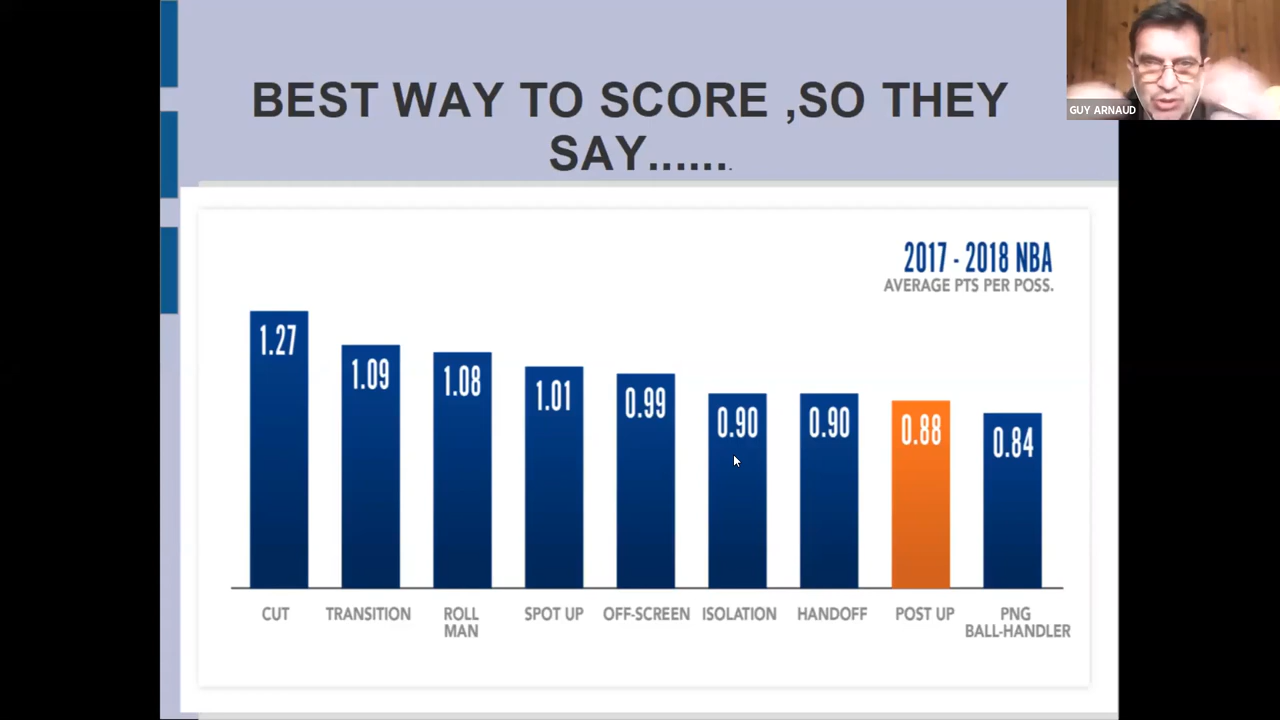 BEST WAY TO SCORE ,SO THEY
SAY.......
GUY ARNAUD
2017 - 2018 NBA
AVERAGE PTS PER POSS.
1.27
1.09
1.08
1.01
0.99
0.90
0.90
0.88
0.84
CUT
TRANSITION
ROLL
MAN
SPOT UP
OFF-SCREEN
ISOLATION
HANDOFF
POST UP
PNG
BALL-HANDLER